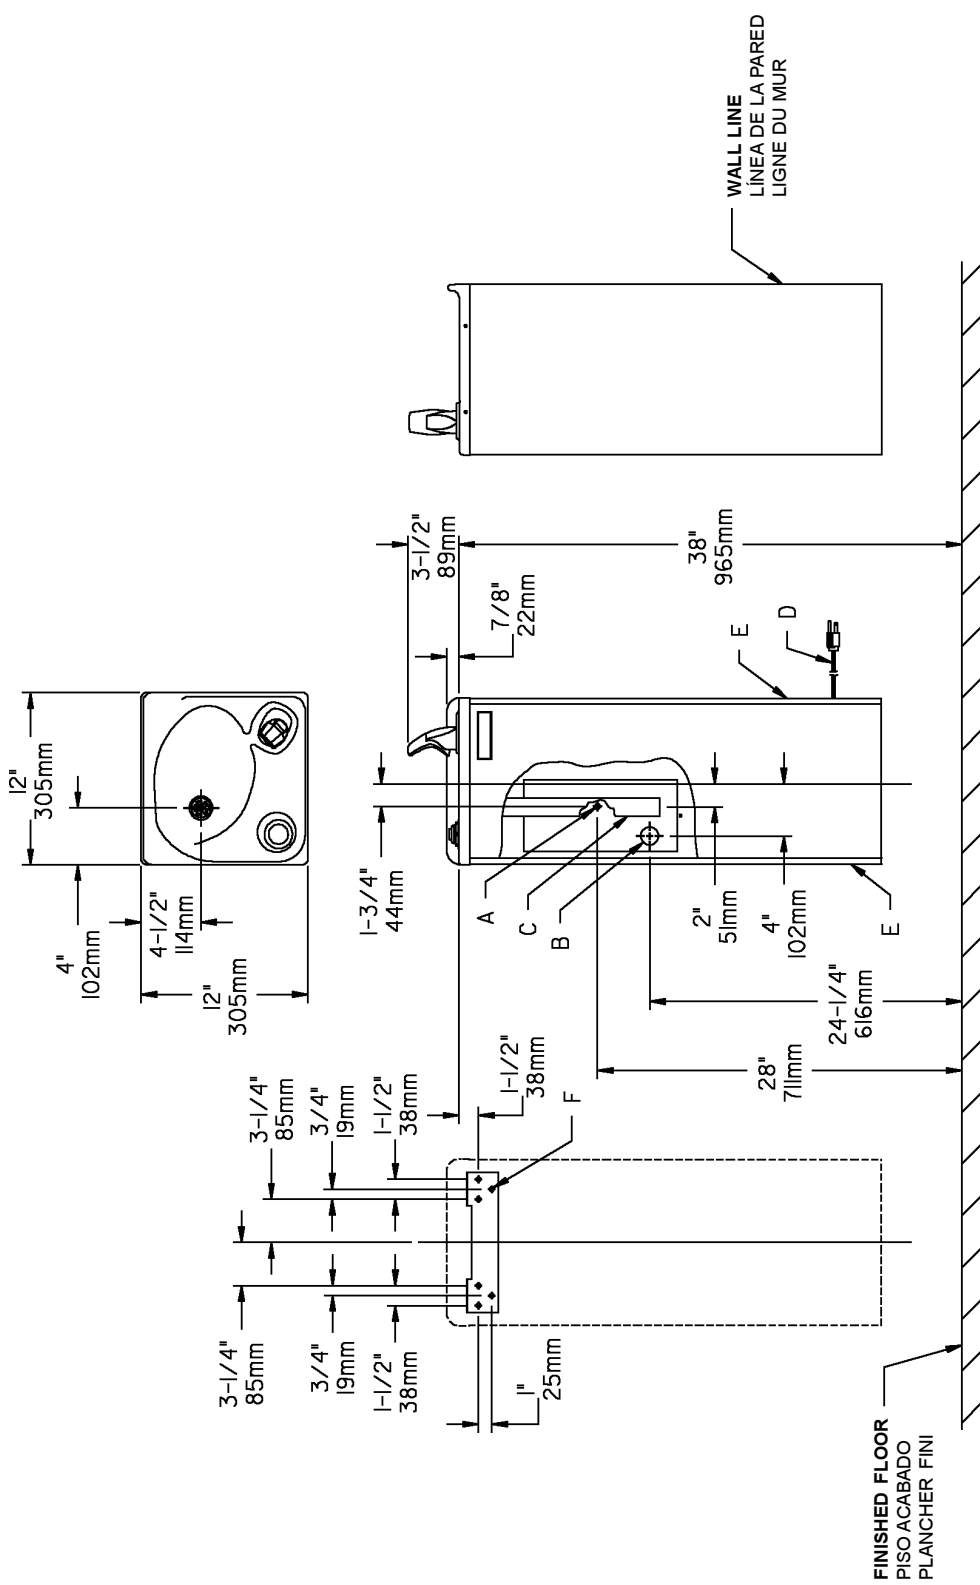 WALL LINE
LÍNEA DE LA PARED
LIGNE DU MUR
12"
305mm
4"
102mm
4-1/2"
114mm
12"
305mm
3-1/2"
89mm
7/8"
22mm
38"
965mm
E
D
1-3/4"
44mm
A
C
B
2"
51mm
4"
102mm
E
24-1/4"
616mm
28"
711mm
3-1/4"
85mm
3/4"
19mm
1-1/2"
38mm
1-1/2"
38mm
F
3-1/4"
85mm
3/4"
19mm
1-1/2"
38mm
1"
25mm
FINISHED FLOOR
PISO ACABADO
PLANCHER FINI